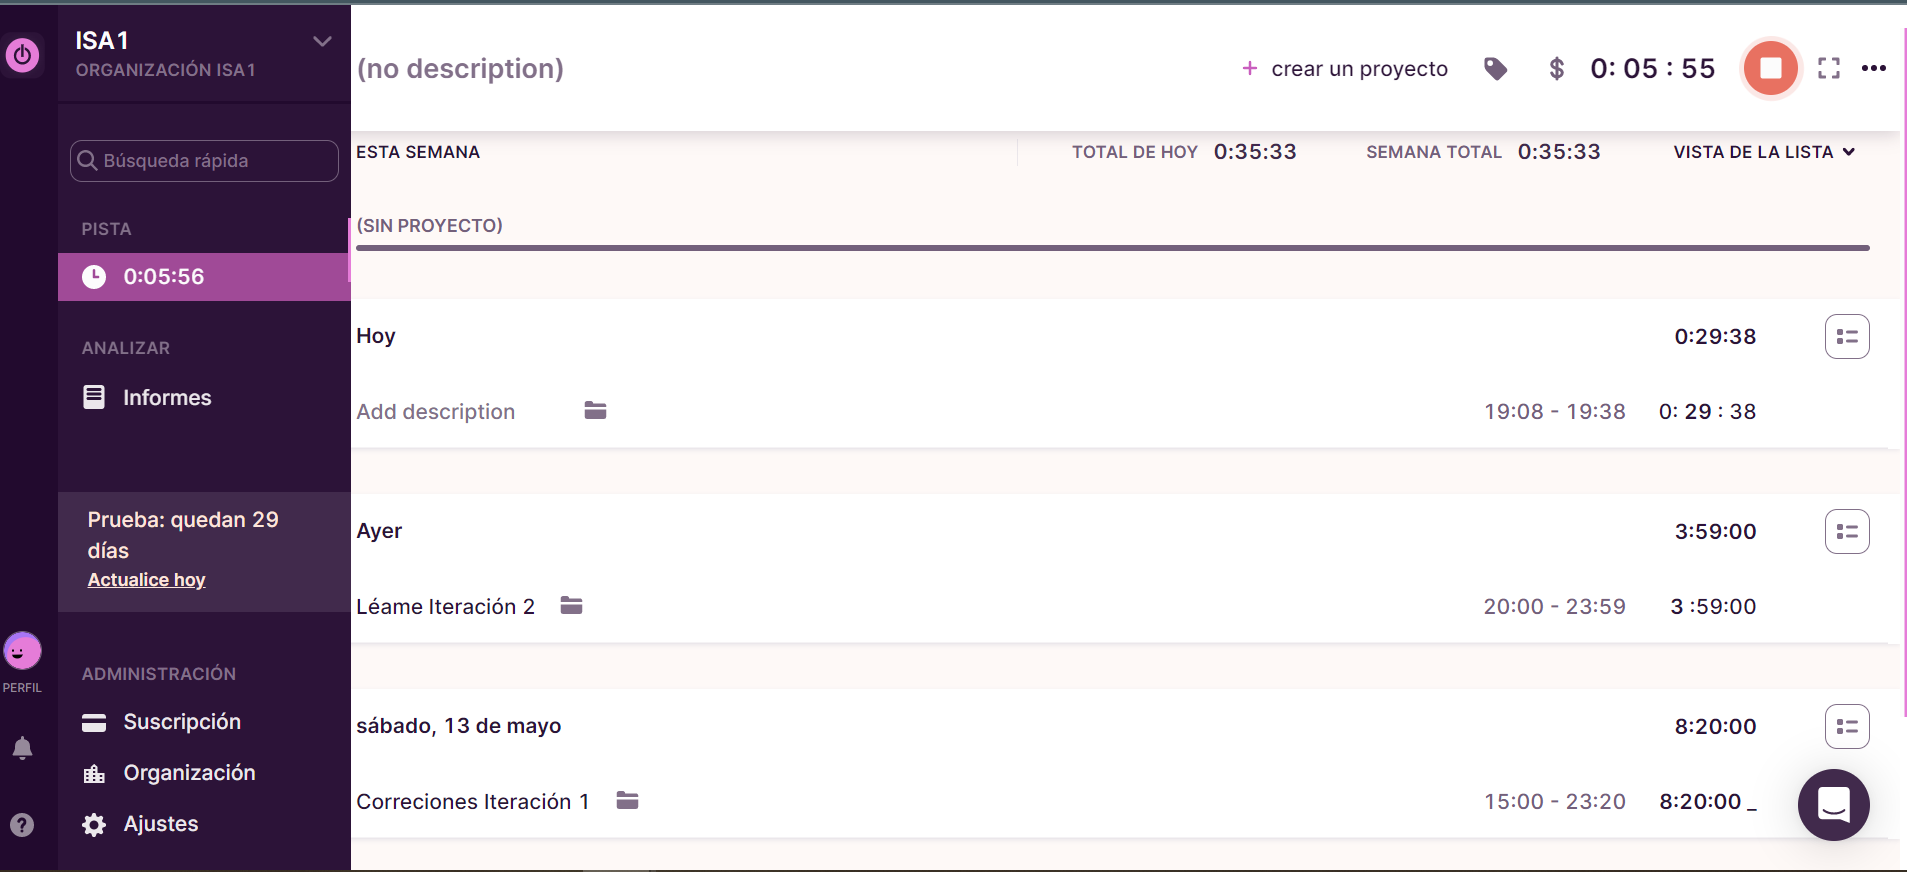 ISA1
ORGANIZACIÓN ISA1
Búsqueda rápida
PISTA
0:05:56
ANALIZAR
Informes
Prueba: quedan 29
días
Actualice hoy
PERFIL
ADMINISTRACIÓN
Suscripción
Organización
Ajustes
(no description)
+ crear un proyecto $ 0: 05 : 55
ESTA SEMANA TOTAL DE HOY 0:35:33 SEMANA TOTAL 0:35:33 VISTA DE LA LISTA
(SIN PROYECTO)
Hoy 0:29:38
Add description 19:08 - 19:38 0: 29 : 38
Ayer 3:59:00
Léame Iteración 2 20:00 - 23:59 3 :59:00
sábado, 13 de mayo 8:20:00
Correciones Iteración 1 15:00 - 23:20 8:20:00 _